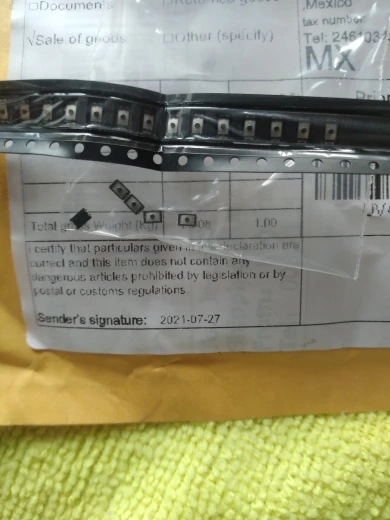 □Documents
,Mexico
tax number
√Sale of goods □Other (specify)
Tel:
MX
Total Weight 1.00
I certify that particulars given declaration are
correct and this item does not contain any
dangerous articles prohibited by legislation or by
postal or customs regulations.
Sender's signature: 2021-07-27